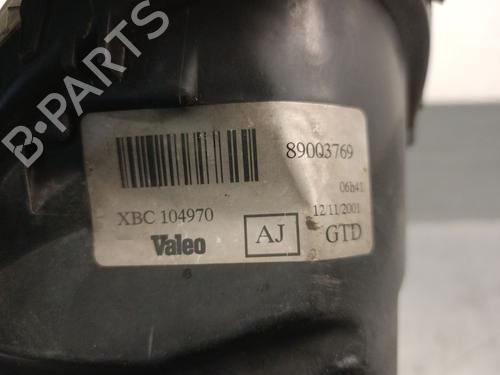 B-PARTS
89003769
06h41
XBC 104970
12/11/2001
Valeo
AJ
GTD